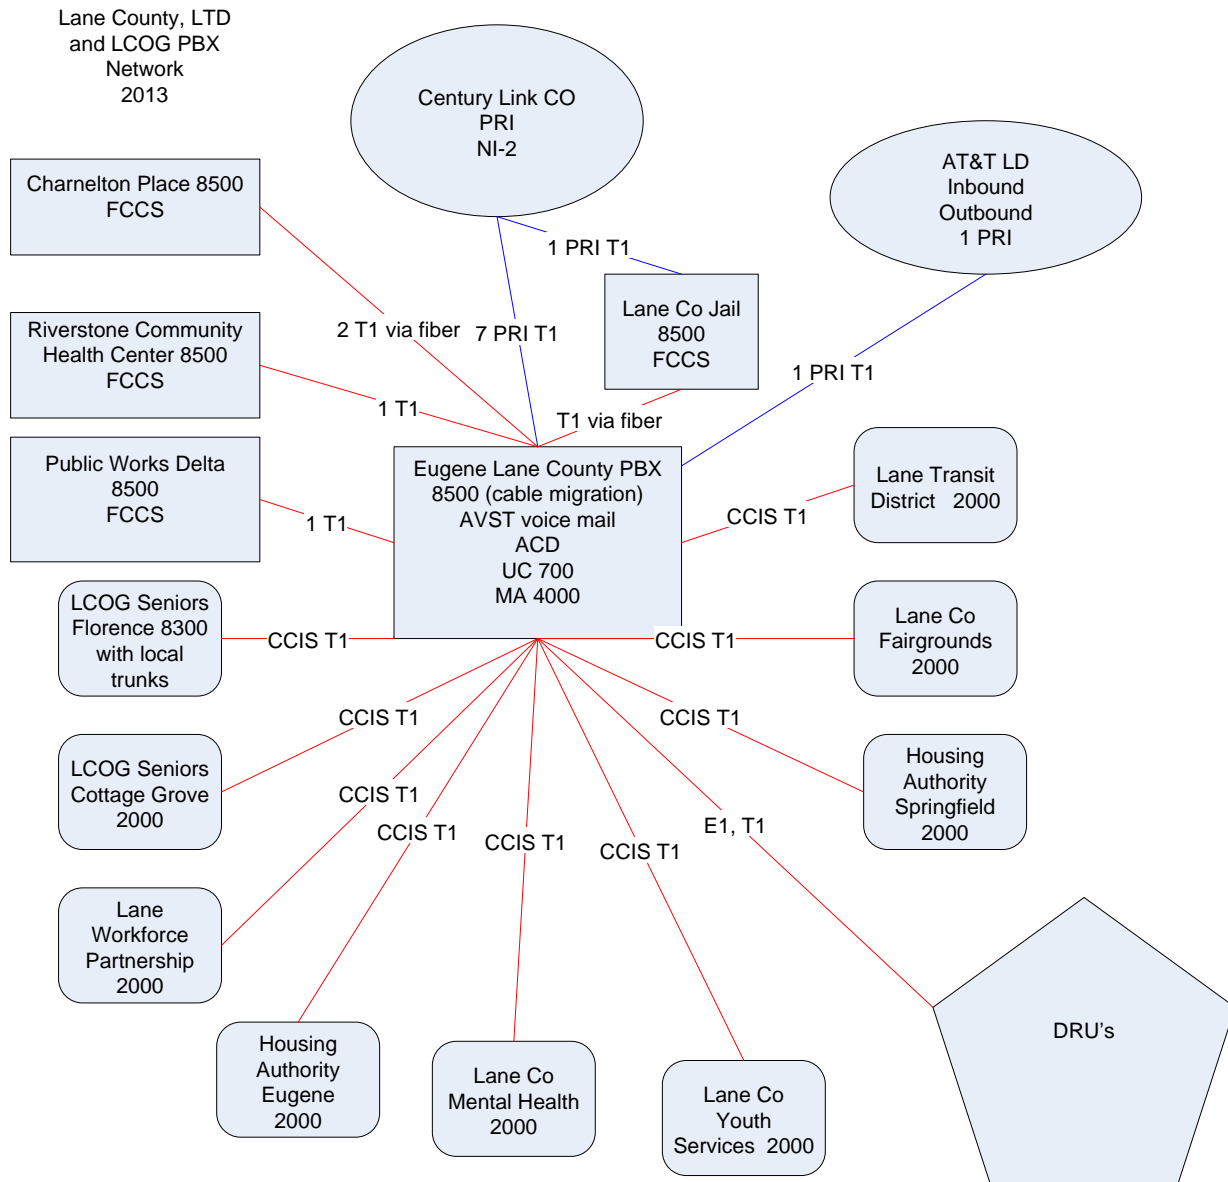 Lane County, LTD
and LCOG PBX
Network
2013
Century Link CO
PRI
NI-2
AT&T LD
Inbound
Outbound
1 PRI
Charnelton Place 8500
FCCS
1 PRI T1
Lane Co Jail
8500
FCCS
Riverstone Community
Health Center 8500
FCCS
2 T1 via fiber
7 PRI T1
1 PRI T1
1 T1
T1 via fiber
Public Works Delta
8500
FCCS
1 T1
Eugene Lane County PBX
8500 (cable migration)
AVST voice mail
ACD
UC 700
MA 4000
CCIS T1
Lane Transit
District 2000
LCOG Seniors
Florence 8300
with local
trunks
CCIS T1
CCIS T1
Lane Co
Fairgrounds
2000
CCIS T1
CCIS T1
LCOG Seniors
Cottage Grove
2000
Housing
Authority
Springfield
2000
CCIS T1
CCIS T1
CCIS T1
CCIS T1
E1, T1
Lane
Workforce
Partnership
2000
Housing
Authority
Eugene
2000
Lane Co
Mental Health
2000
Lane Co
Youth
Services 2000
DRU's